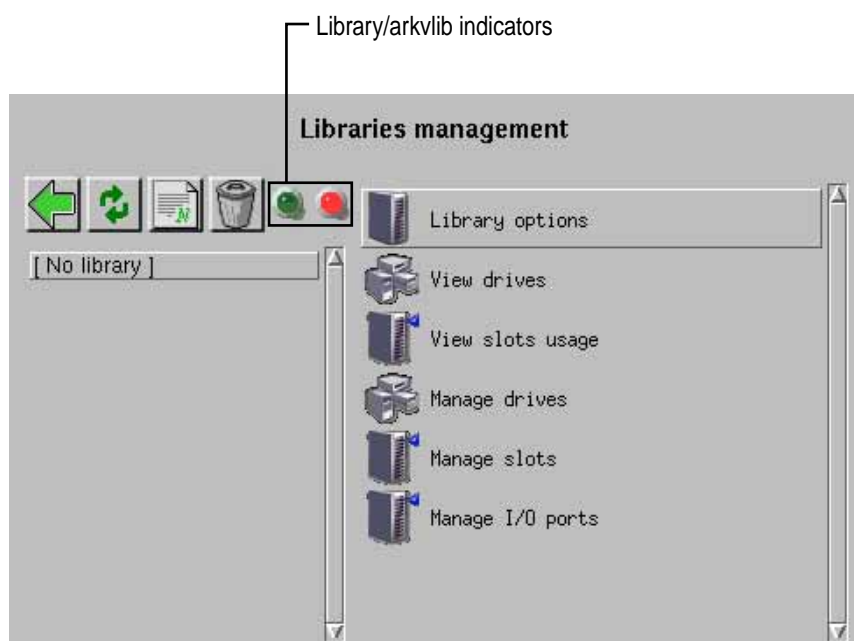 Library/arkvlib indicators
Libraries management
[ No library ]
Library options
View drives
View slots usage
Manage drives
Manage slots
Manage I/O ports